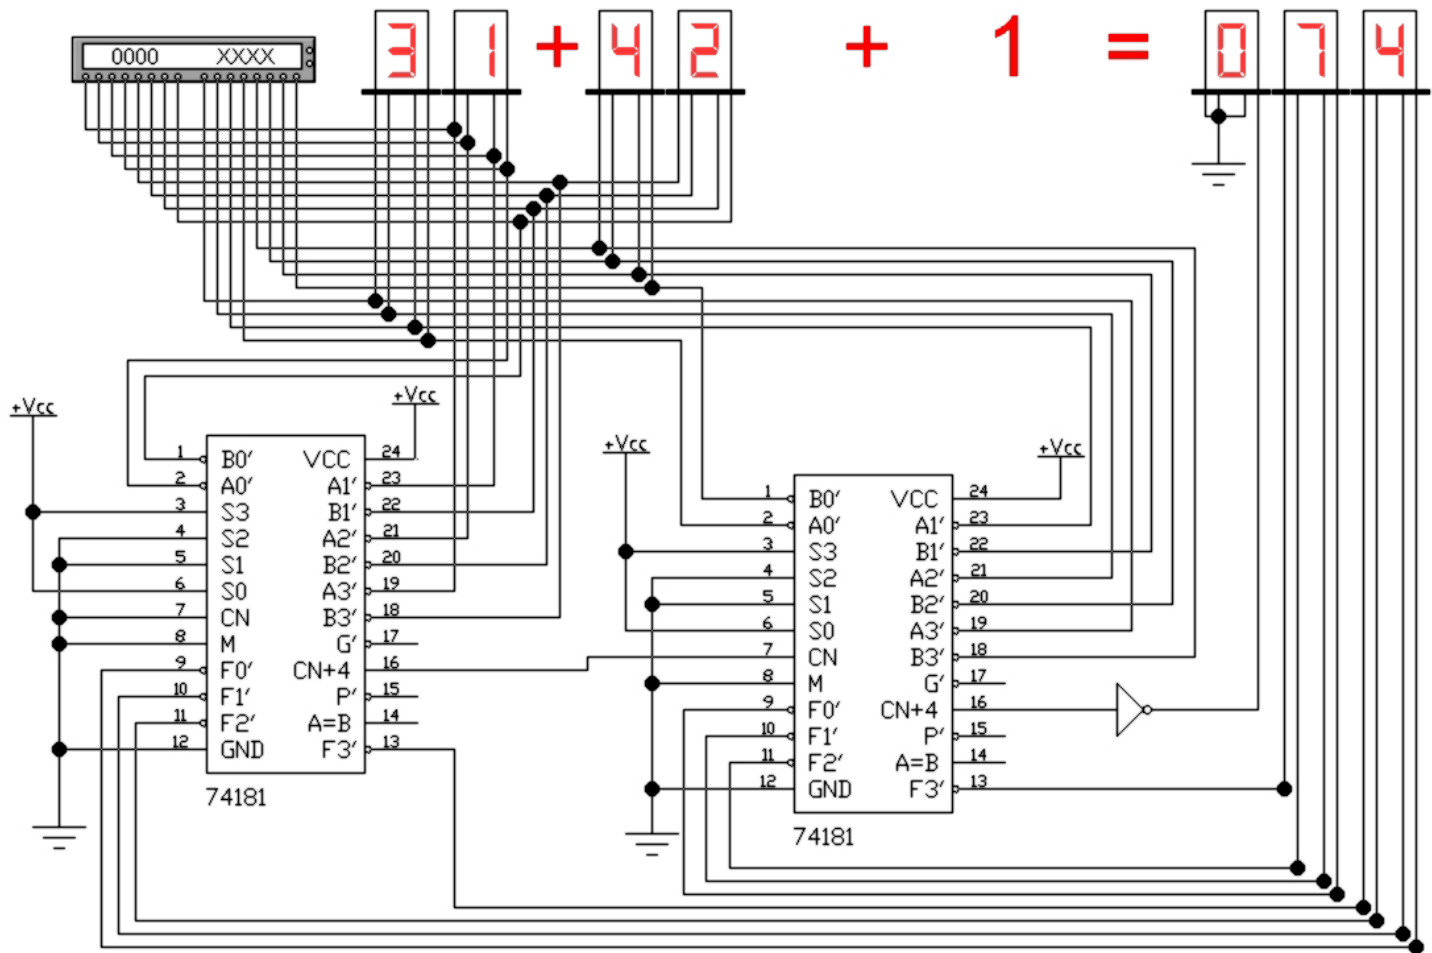 31 + 42 + 1 = 074
0000 XXXX
+Vcc
+Vcc
1 B0' VCC 24
2 A0' A1' 23
3 S3 B1' 22
4 S2 A2' 21
5 S1 B2' 20
6 S0 A3' 19
7 CN B3' 18
8 M G' 17
9 F0' CN+4 16
10 F1' P' 15
11 F2' A=B 14
12 GND F3' 13
74181
+Vcc
+Vcc
1 B0' VCC 24
2 A0' A1' 23
3 S3 B1' 22
4 S2 A2' 21
5 S1 B2' 20
6 S0 A3' 19
7 CN B3' 18
8 M G' 17
9 F0' CN+4 16
10 F1' P' 15
11 F2' A=B 14
12 GND F3' 13
74181